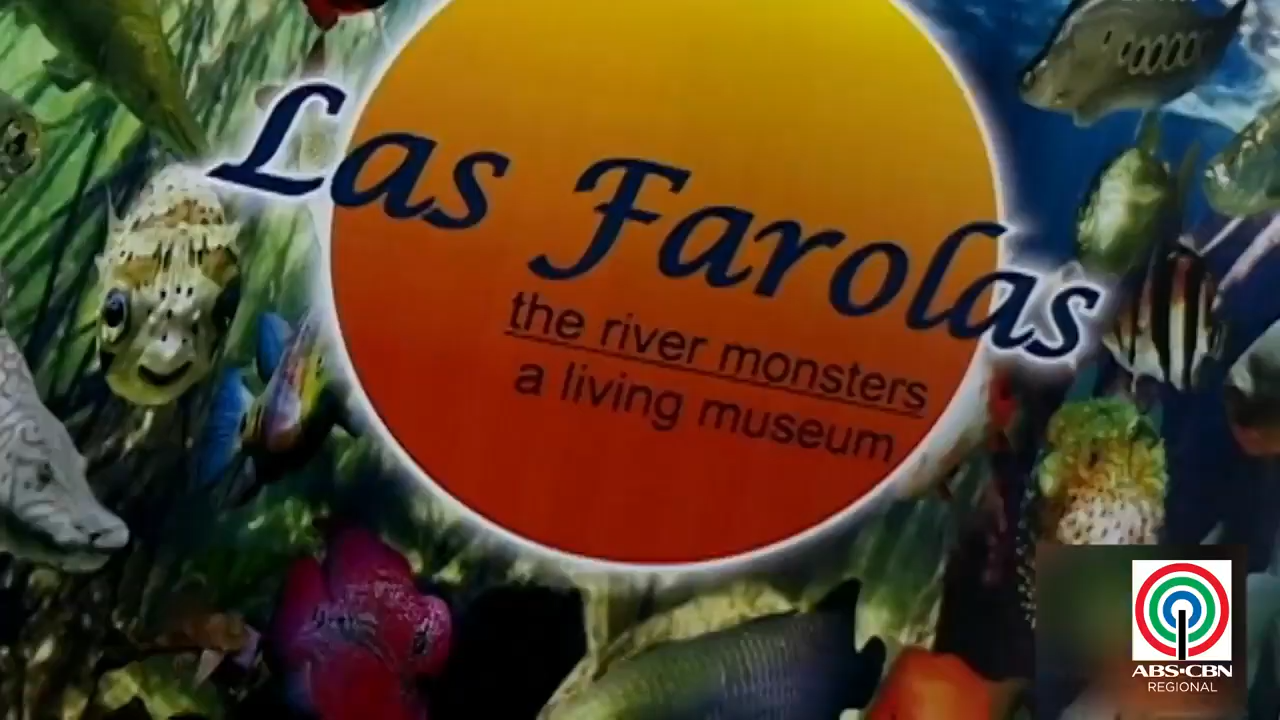 Las Farolas
the river monsters
a living museum
ABS-CBN
REGIONAL